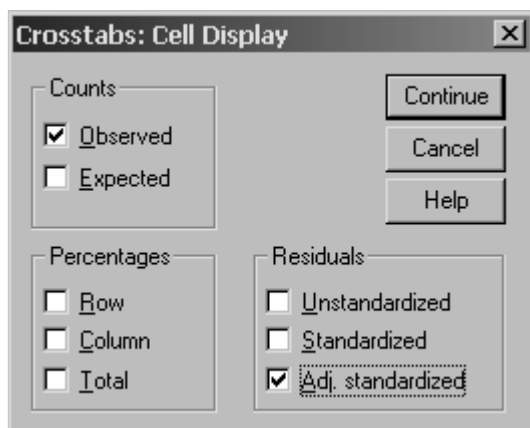 Crosstabs: Cell Display
Counts
Observed
Expected
Continue
Cancel
Help
Percentages
Row
Column
Total
Residuals
Unstandardized
Standardized
Adj. standardized